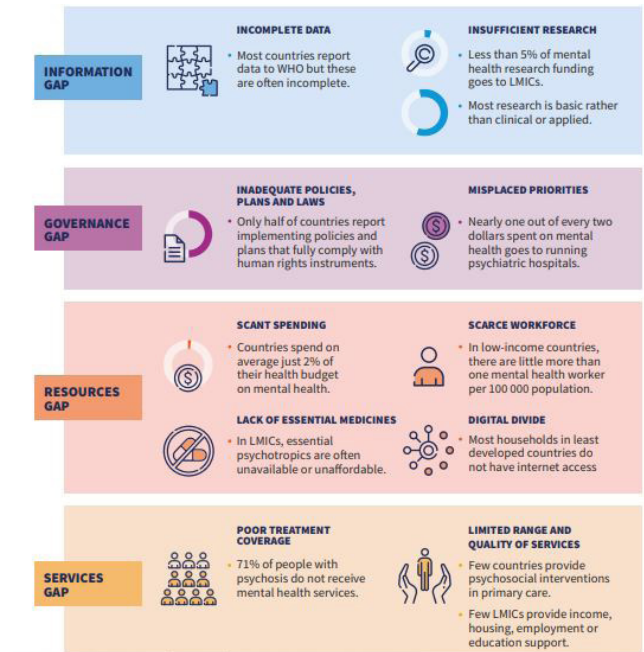 INFORMATION
GAP
INCOMPLETE DATA
• Most countries report
data to WHO but these
are often incomplete.
INSUFFICIENT RESEARCH
• Less than 5% of mental
health research funding
goes to LMICs.
• Most research is basic rather
than clinical or applied.
GOVERNANCE
GAP
INADEQUATE POLICIES,
PLANS AND LAWS
• Only half of countries report
implementing policies and
plans that fully comply with
human rights instruments.
MISPLACED PRIORITIES
• Nearly one out of every two
dollars spent on mental
health goes to running
psychiatric hospitals.
RESOURCES
GAP
SCANT SPENDING
• Countries spend on
average just 2% of
their health budget
on mental health.
SCARCE WORKFORCE
• In low-income countries,
there are little more than
one mental health worker
per 100 000 population.
LACK OF ESSENTIAL MEDICINES
• In LMICs, essential
psychotropics are often
unavailable or unaffordable.
DIGITAL DIVIDE
• Most households in least
developed countries do
not have internet access
SERVICES
GAP
POOR TREATMENT
COVERAGE
• 71% of people with
psychosis do not receive
mental health services.
LIMITED RANGE AND
QUALITY OF SERVICES
• Few countries provide
psychosocial interventions
in primary care.
• Few LMICs provide income,
housing, employment or
education support.